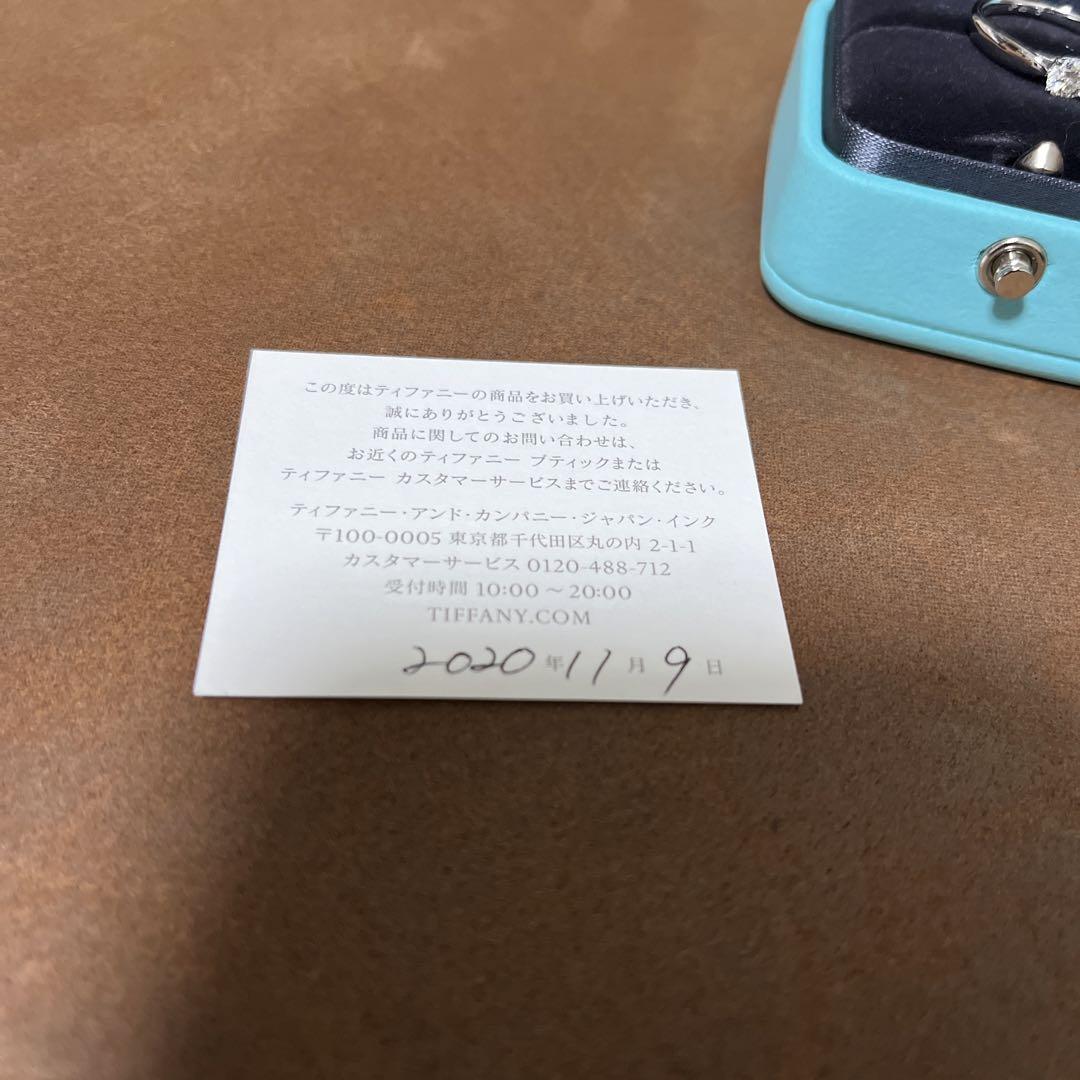 この度はティファニーの商品をお買い上げいただき、
誠にありがとうございました。
商品に関してのお問い合わせは、
お近くのティファニー ブティックまたは
ティファニー カスタマーサービスまでご連絡ください。
ティファニー・アンド・カンパニー・ジャパン・インク
〒100-0005 東京都千代田区丸の内 2-1-1
カスタマーサービス 0120-488-712
受付時間 10:00 〜 20:00
TIFFANY.COM
2020 年 11 月 9 日